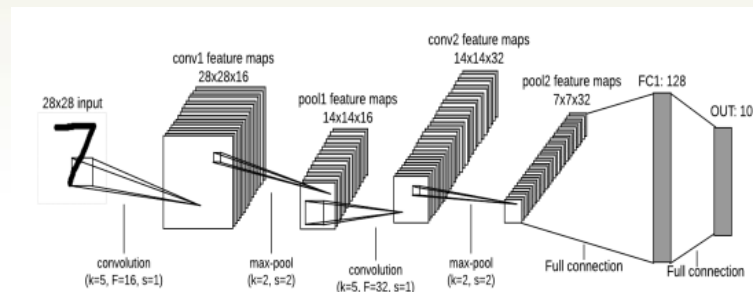 28x28 input
conv1 feature maps
28x28x16
pool1 feature maps
14x14x16
conv2 feature maps
14x14x32
pool2 feature maps
7x7x32
FC1: 128
OUT: 10
7
convolution
(k=5, F=16, s=1)
max-pool
(k=2, s=2)
convolution
(k=5, F=32, s=1)
max-pool
(k=2, s=2)
Full connection
Full connection